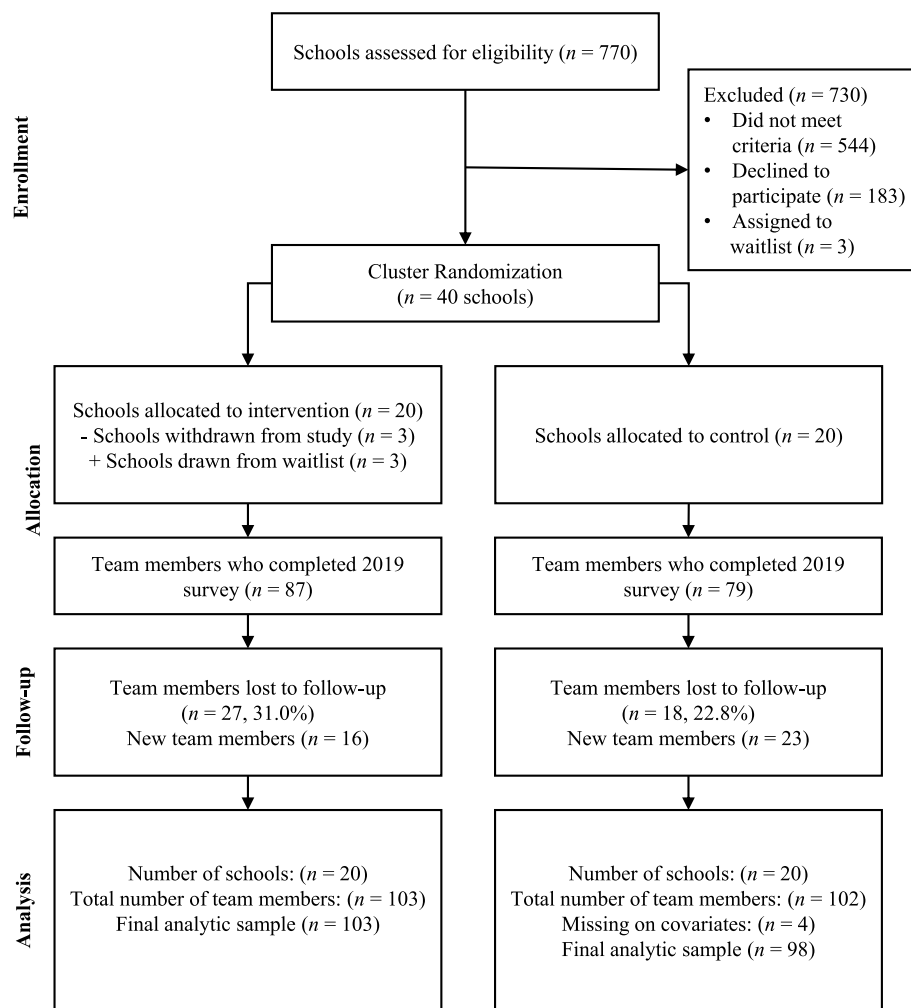 Schools assessed for eligibility (n = 770)
Enrollment
Excluded (n = 730)
• Did not meet
criteria (n = 544)
• Declined to
participate (n = 183)
• Assigned to
waitlist (n = 3)
Cluster Randomization
(n = 40 schools)
Allocation
Schools allocated to intervention (n = 20)
- Schools withdrawn from study (n = 3)
+ Schools drawn from waitlist (n = 3)
Schools allocated to control (n = 20)
Team members who completed 2019
survey (n = 87)
Team members who completed 2019
survey (n = 79)
Follow-up
Team members lost to follow-up
(n = 27, 31.0%)
New team members (n = 16)
Team members lost to follow-up
(n = 18, 22.8%)
New team members (n = 23)
Analysis
Number of schools: (n = 20)
Total number of team members: (n = 103)
Final analytic sample (n = 103)
Number of schools: (n = 20)
Total number of team members: (n = 102)
Missing on covariates: (n = 4)
Final analytic sample (n = 98)